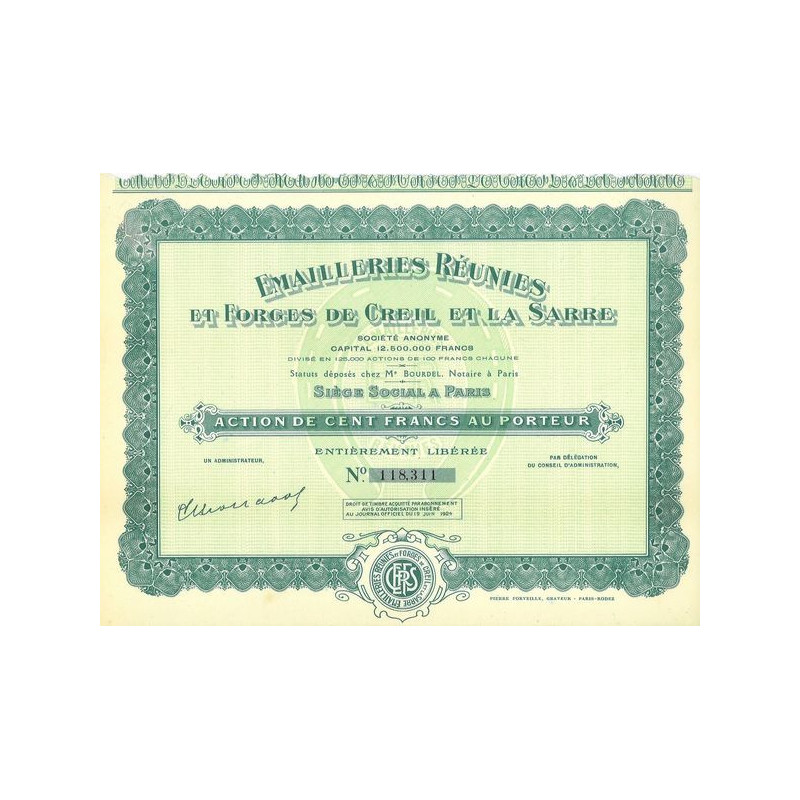 EMAILLERIES RÉUNIES
ET FORGES DE CREIL ET LA SARRE
SOCIÉTÉ ANONYME
CAPITAL 12.500.000 FRANCS
DIVISÉ EN 125.000 ACTIONS DE 100 FRANCS CHACUNE
Statuts déposés chez Me BOURDEL, Notaire à Paris
SIÈGE SOCIAL A PARIS
ACTION DE CENT FRANCS AU PORTEUR
ENTIÈREMENT LIBÉRÉE
UN ADMINISTRATEUR,
PAR DÉLÉGATION
DU CONSEIL D'ADMINISTRATION,
No. 118,311
DROIT DE TIMBRE ACQUITTÉ PAR ABONNEMENT
AVIS D'AUTORISATION INSÉRÉ
AU JOURNAL OFFICIEL DU 19 JUIN 1929
EMAILLERIES RÉUNIES ET FORGES DE CREIL ET LA SARRE
PIERRE FORVEILLE, GRAVEUR - PARIS-RODEZ